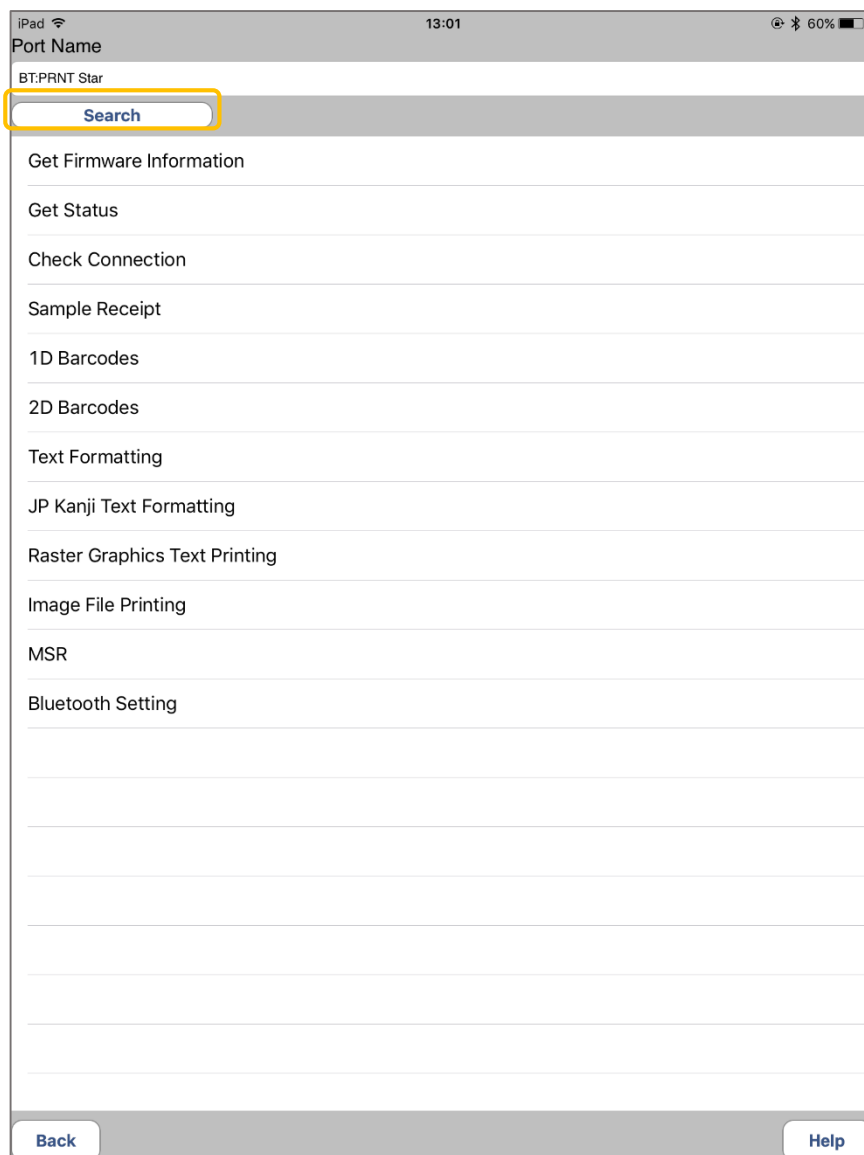 iPad 13:01 60%
Port Name
BT:PRNT Star
Search
Get Firmware Information
Get Status
Check Connection
Sample Receipt
1D Barcodes
2D Barcodes
Text Formatting
JP Kanji Text Formatting
Raster Graphics Text Printing
Image File Printing
MSR
Bluetooth Setting
Back Help